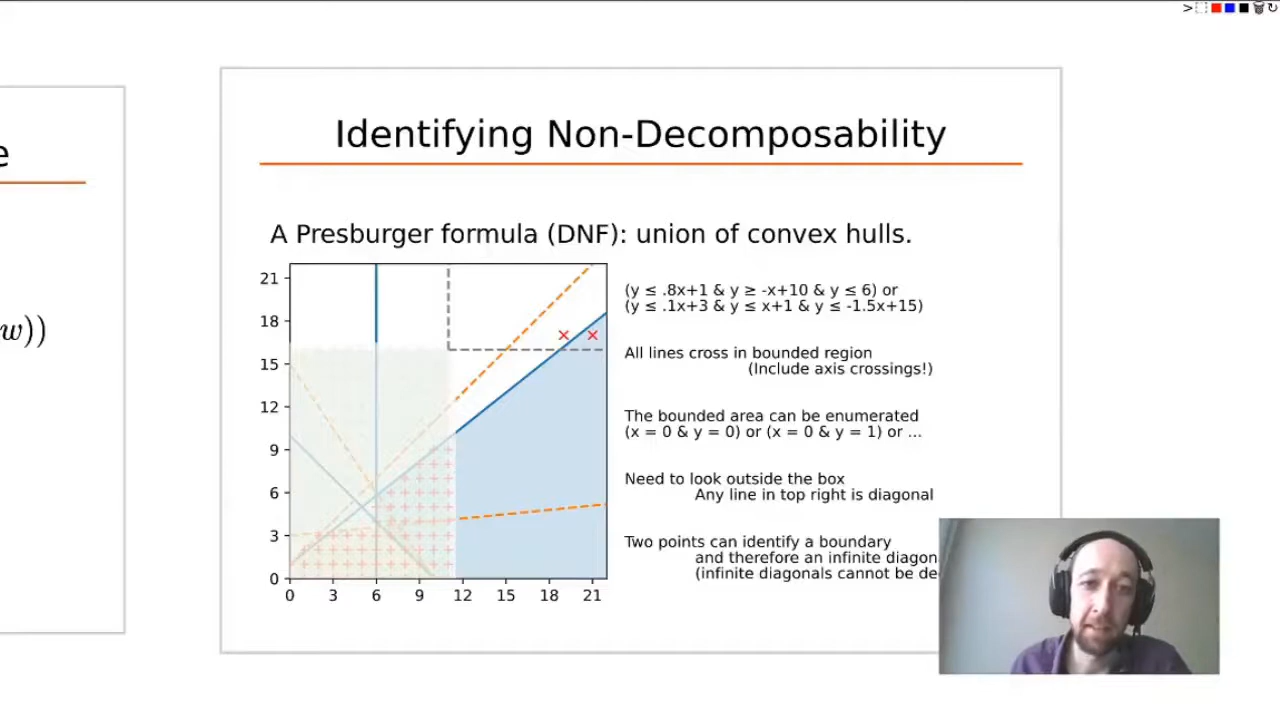 e
w))
Identifying Non-Decomposability
A Presburger formula (DNF): union of convex hulls.
21
18
15
12
9
6
3
0
0 3 6 9 12 15 18 21
(y ≤ .8x+1 & y ≥ -x+10 & y ≤ 6) or
(y ≤ .1x+3 & y ≤ x+1 & y ≤ -1.5x+15)
All lines cross in bounded region
(Include axis crossings!)
The bounded area can be enumerated
(x = 0 & y = 0) or (x = 0 & y = 1) or ...
Need to look outside the box
Any line in top right is diagonal
Two points can identify a boundary
and therefore an infinite diagon
(infinite diagonals cannot be de